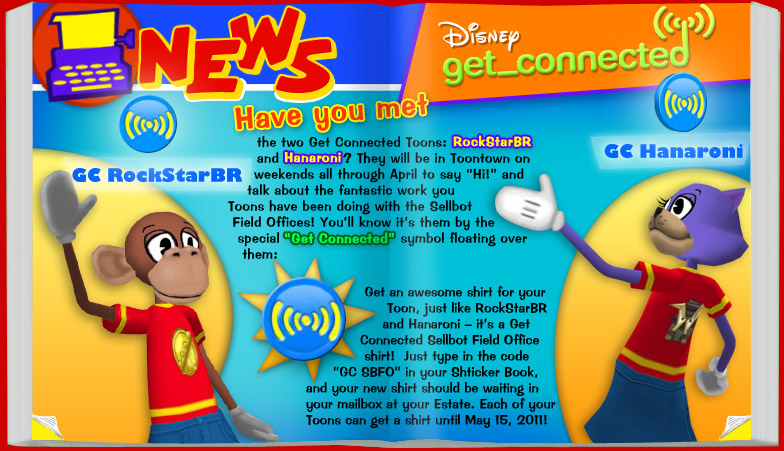 NEWS
Disney
get_connected
Have you met
GC RockStarBR
GC Hanaroni
the two Get Connected Toons: RockStarBR
and Hanaroni? They will be in Toontown on
weekends all through April to say "Hi!" and
talk about the fantastic work you
Toons have been doing with the Sellbot
Field Offices! You'll know it's them by the
special "Get Connected" symbol floating over
them:
Get an awesome shirt for your
Toon, just like RockStarBR
and Hanaroni – it's a Get
Connected Sellbot Field Office
shirt! Just type in the code
"GC SBFO" in your Shticker Book,
and your new shirt should be waiting in
your mailbox at your Estate. Each of your
Toons can get a shirt until May 15, 2011!